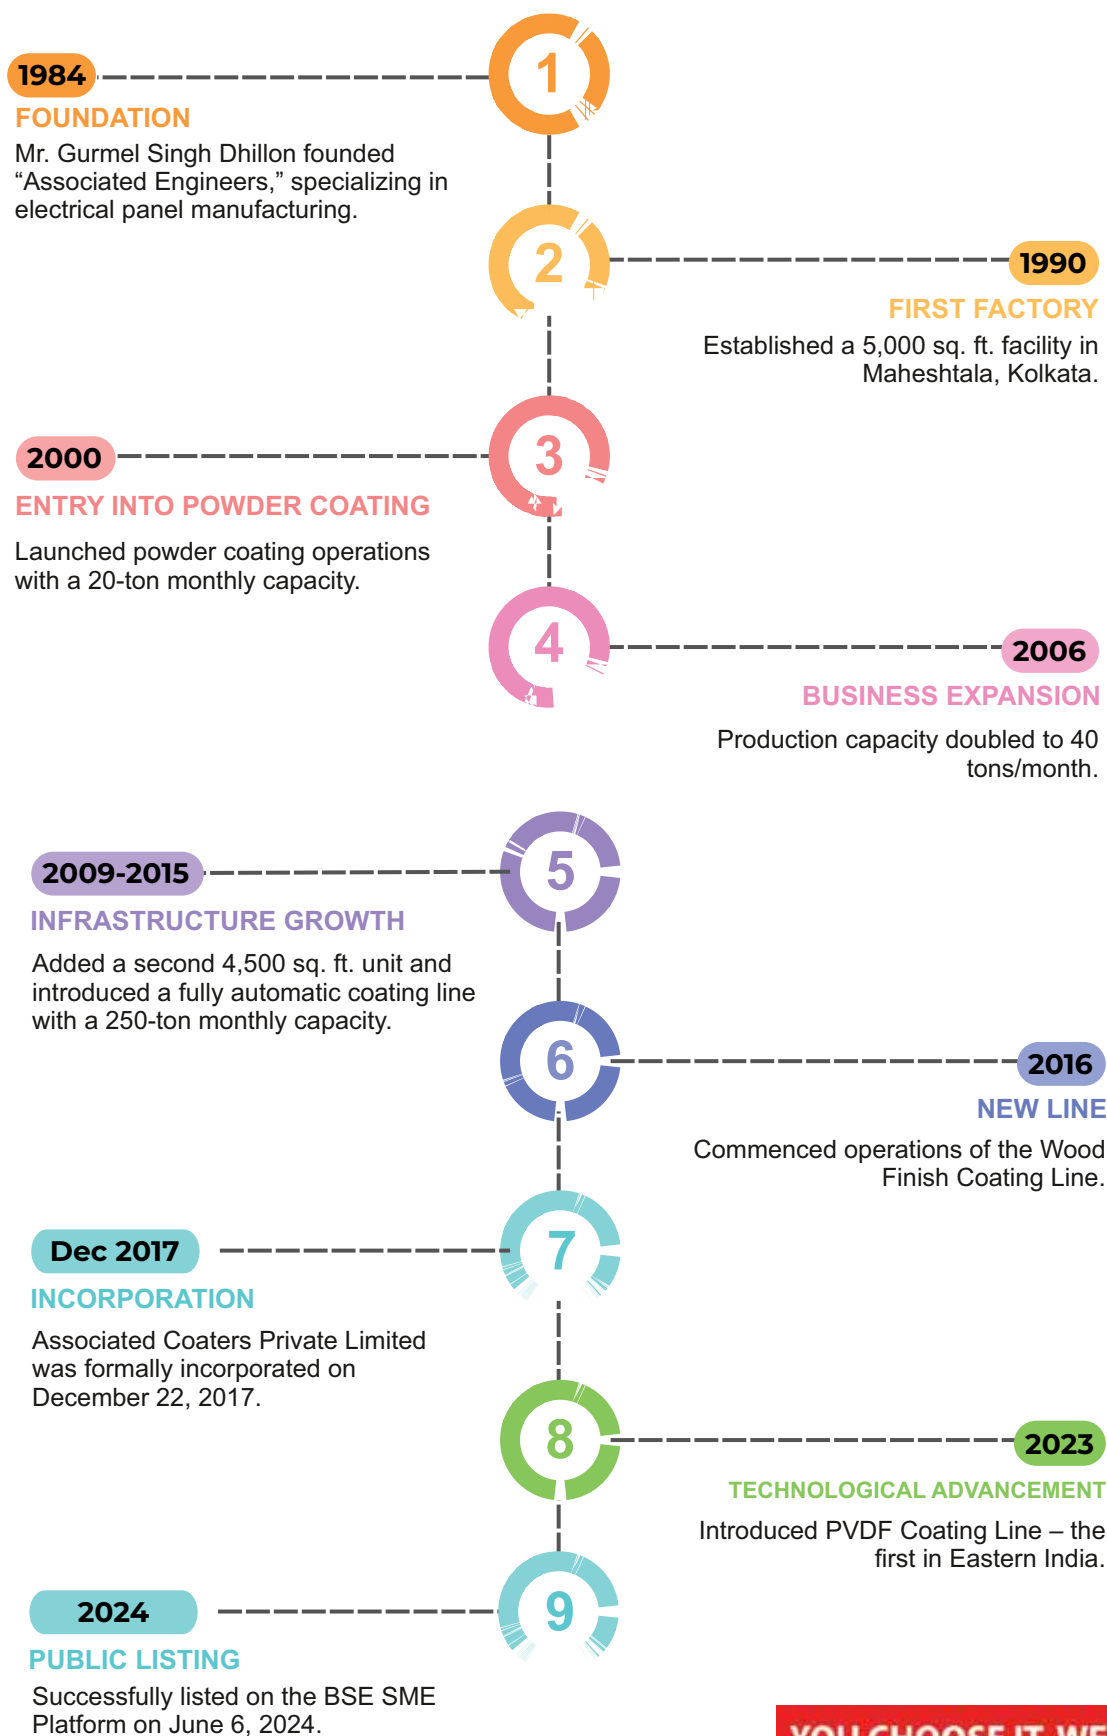 1
1984
FOUNDATION
Mr. Gurmel Singh Dhillon founded
“Associated Engineers,” specializing in
electrical panel manufacturing.
2
1990
FIRST FACTORY
Established a 5,000 sq. ft. facility in
Maheshtala, Kolkata.
3
2000
ENTRY INTO POWDER COATING
Launched powder coating operations
with a 20-ton monthly capacity.
4
2006
BUSINESS EXPANSION
Production capacity doubled to 40
tons/month.
5
2009-2015
INFRASTRUCTURE GROWTH
Added a second 4,500 sq. ft. unit and
introduced a fully automatic coating line
with a 250-ton monthly capacity.
6
2016
NEW LINE
Commenced operations of the Wood
Finish Coating Line.
7
Dec 2017
INCORPORATION
Associated Coaters Private Limited
was formally incorporated on
December 22, 2017.
8
2023
TECHNOLOGICAL ADVANCEMENT
Introduced PVDF Coating Line – the
first in Eastern India.
9
2024
PUBLIC LISTING
Successfully listed on the BSE SME
Platform on June 6, 2024.
YOU CHOOSE IT, WE